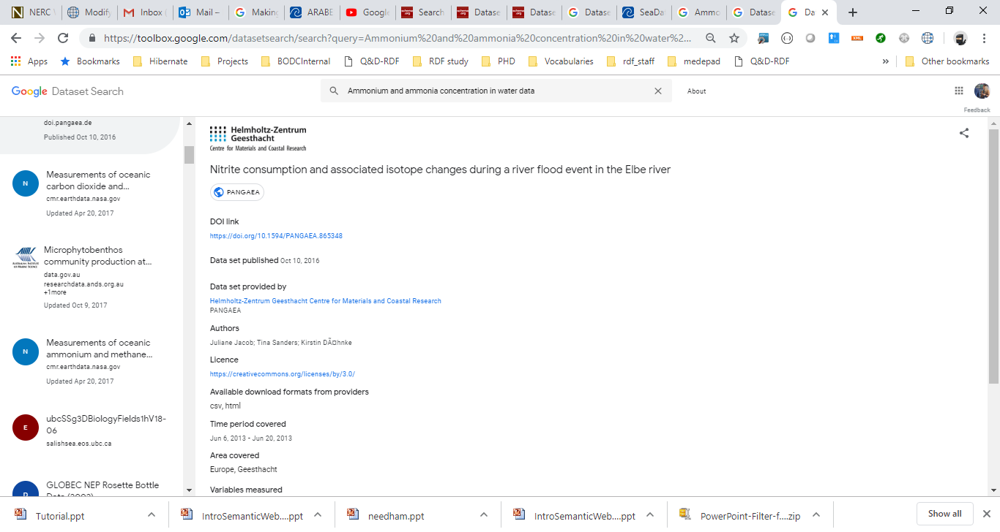 NERC
Modify
Inbox
Mail –
Making
ARABE
Google
Search
Datase
Datase
Datase
SeaDa
Ammo
Datase
Da
https://toolbox.google.com/datasetsearch/search?query=Ammonium%20and%20ammonia%20concentration%20in%20water%2...
Apps
Bookmarks
Hibernate
Projects
BODCInternal
Q&D-RDF
RDF study
PHD
Vocabularies
rdf_staff
medepad
Q&D-RDF
»
Other bookmarks
Google Dataset Search
Ammonium and ammonia concentration in water data
About
Feedback
doi.pangaea.de
Published Oct 10, 2016
N
Measurements of oceanic
carbon dioxide and...
cmr.earthdata.nasa.gov
Updated Apr 20, 2017
Microphytobenthos
community production at...
data.gov.au
researchdata.ands.org.au
+1more
Updated Oct 9, 2017
N
Measurements of oceanic
ammonium and methane...
cmr.earthdata.nasa.gov
Updated Apr 20, 2017
E
ubcSSg3DBiologyFields1hV18-
06
salishsea.eos.ubc.ca
D
GLOBEC NEP Rosette Bottle
Data (2002)
Helmholtz-Zentrum
Geesthacht
Centre for Materials and Coastal Research
Nitrite consumption and associated isotope changes during a river flood event in the Elbe river
PANGAEA
DOI link
https://doi.org/10.1594/PANGAEA.865348
Data set published Oct 10, 2016
Data set provided by
Helmholtz-Zentrum Geesthacht Centre for Materials and Coastal Research
PANGAEA
Authors
Juliane Jacob; Tina Sanders; Kirstin DÃ¤hnke
Licence
https://creativecommons.org/licenses/by/3.0/
Available download formats from providers
csv, html
Time period covered
Jun 6, 2013 - Jun 20, 2013
Area covered
Europe, Geesthacht
Variables measured
Tutorial.ppt
IntroSemanticWeb....ppt
needham.ppt
IntroSemanticWeb....ppt
PowerPoint-Filter-f....zip
Show all